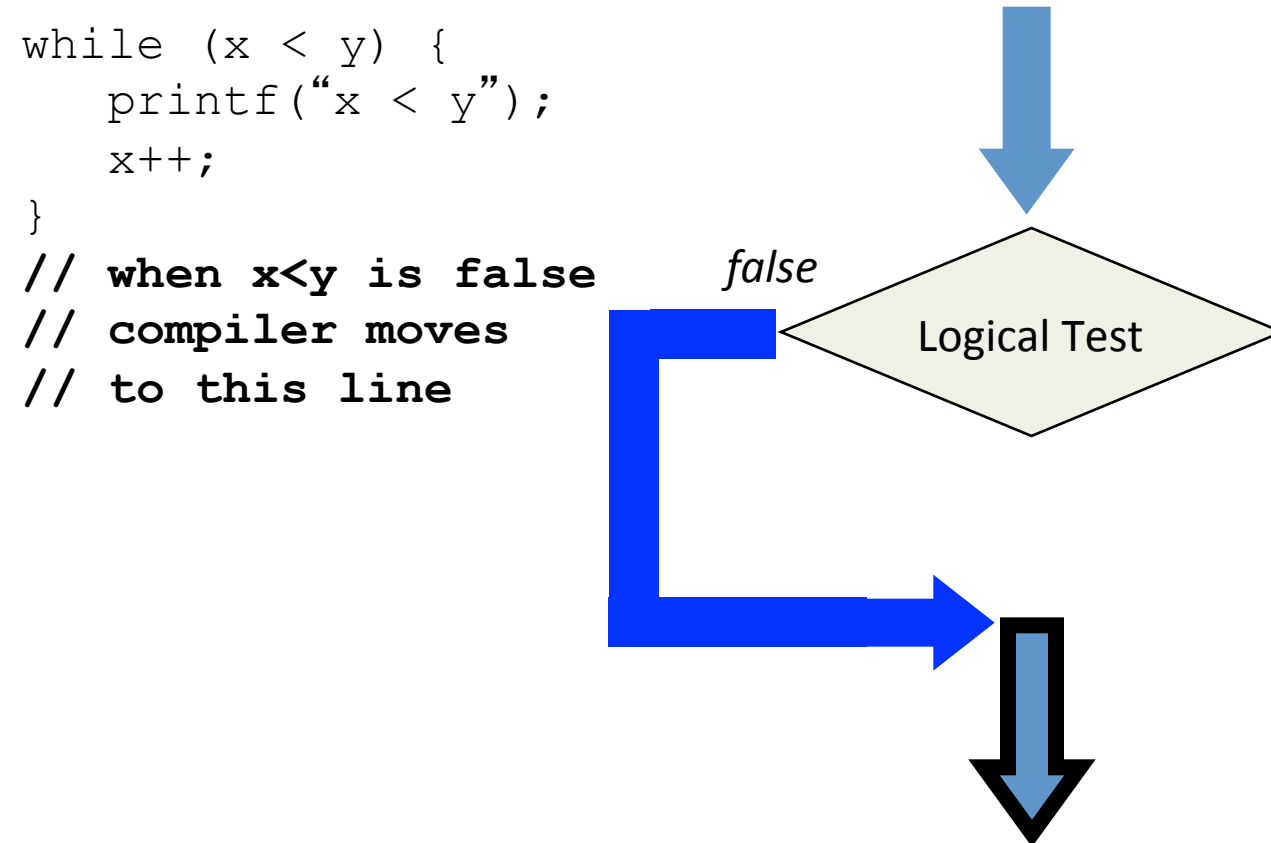 while (x < y) {
   printf(“x < y”);
   x++;
}
// when x<y is false
// compiler moves
// to this line
false
Logical Test